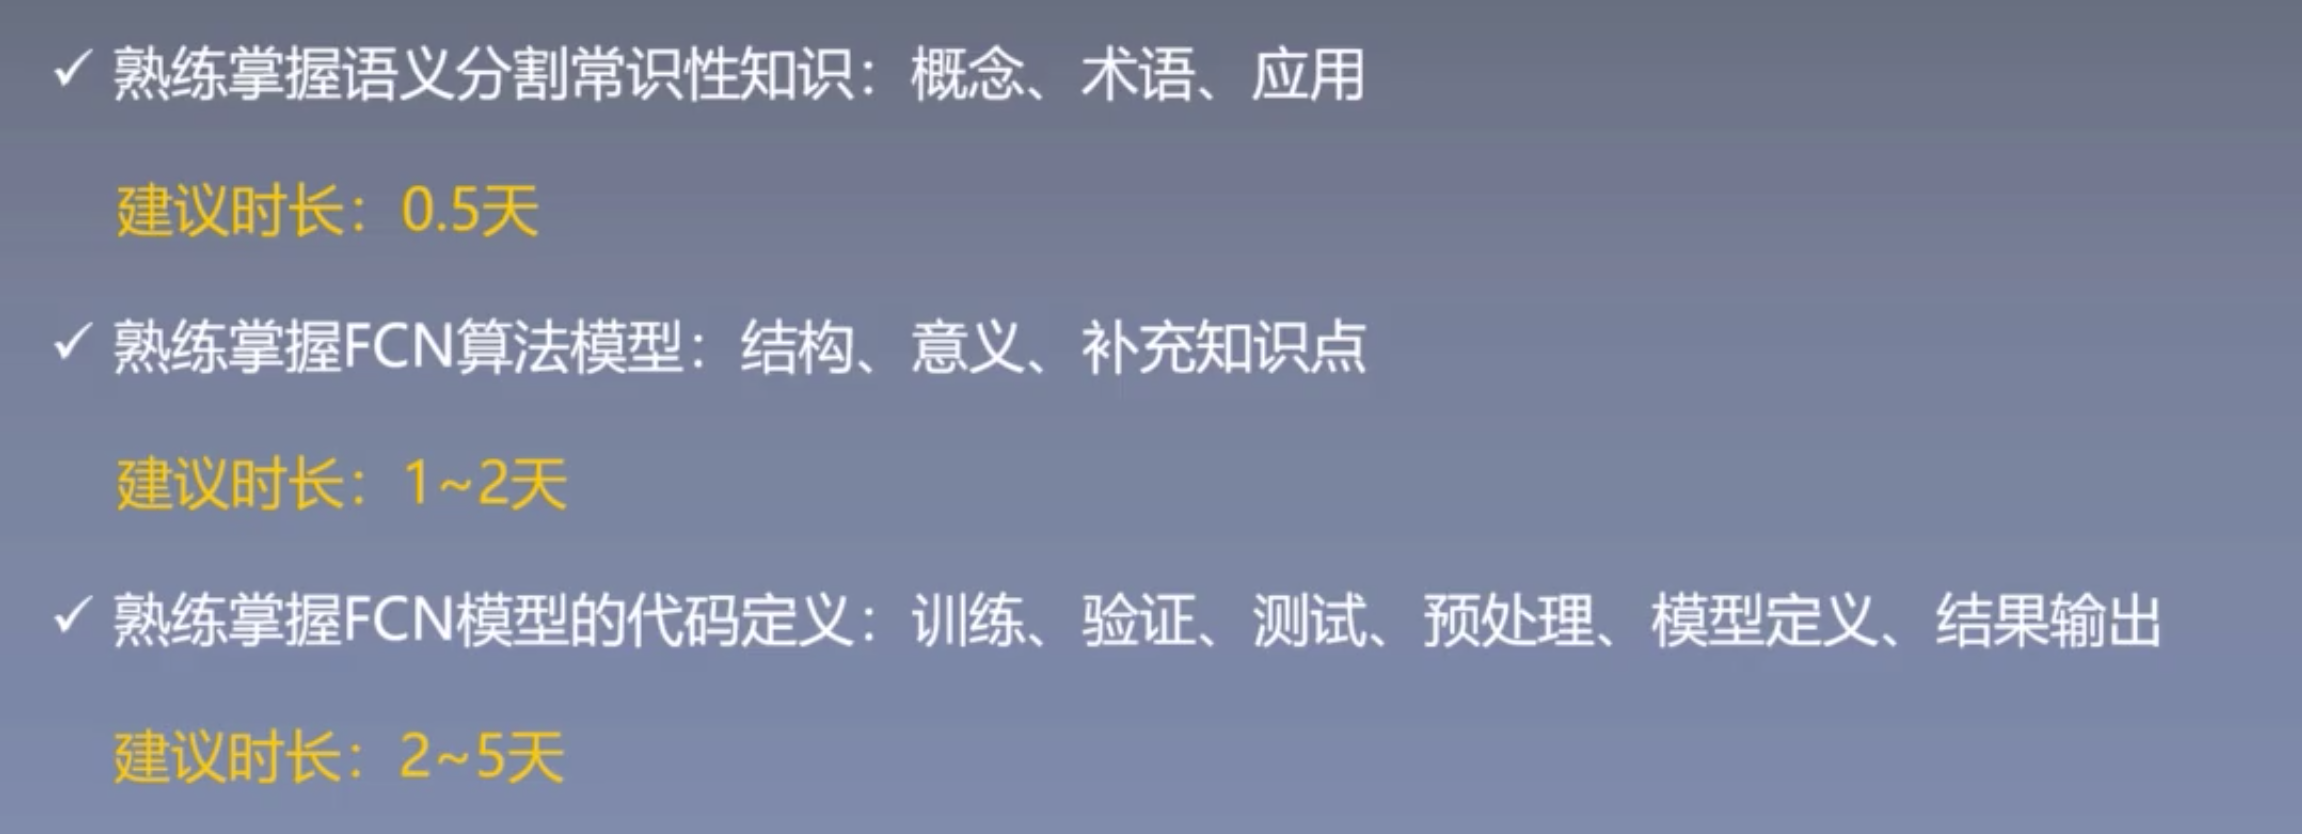 ✓ 熟练掌握语义分割常识性知识：概念、术语、应用
建议时长：0.5天
✓ 熟练掌握FCN算法模型：结构、意义、补充知识点
建议时长：1~2天
✓ 熟练掌握FCN模型的代码定义：训练、验证、测试、预处理、模型定义、结果输出
建议时长：2~5天